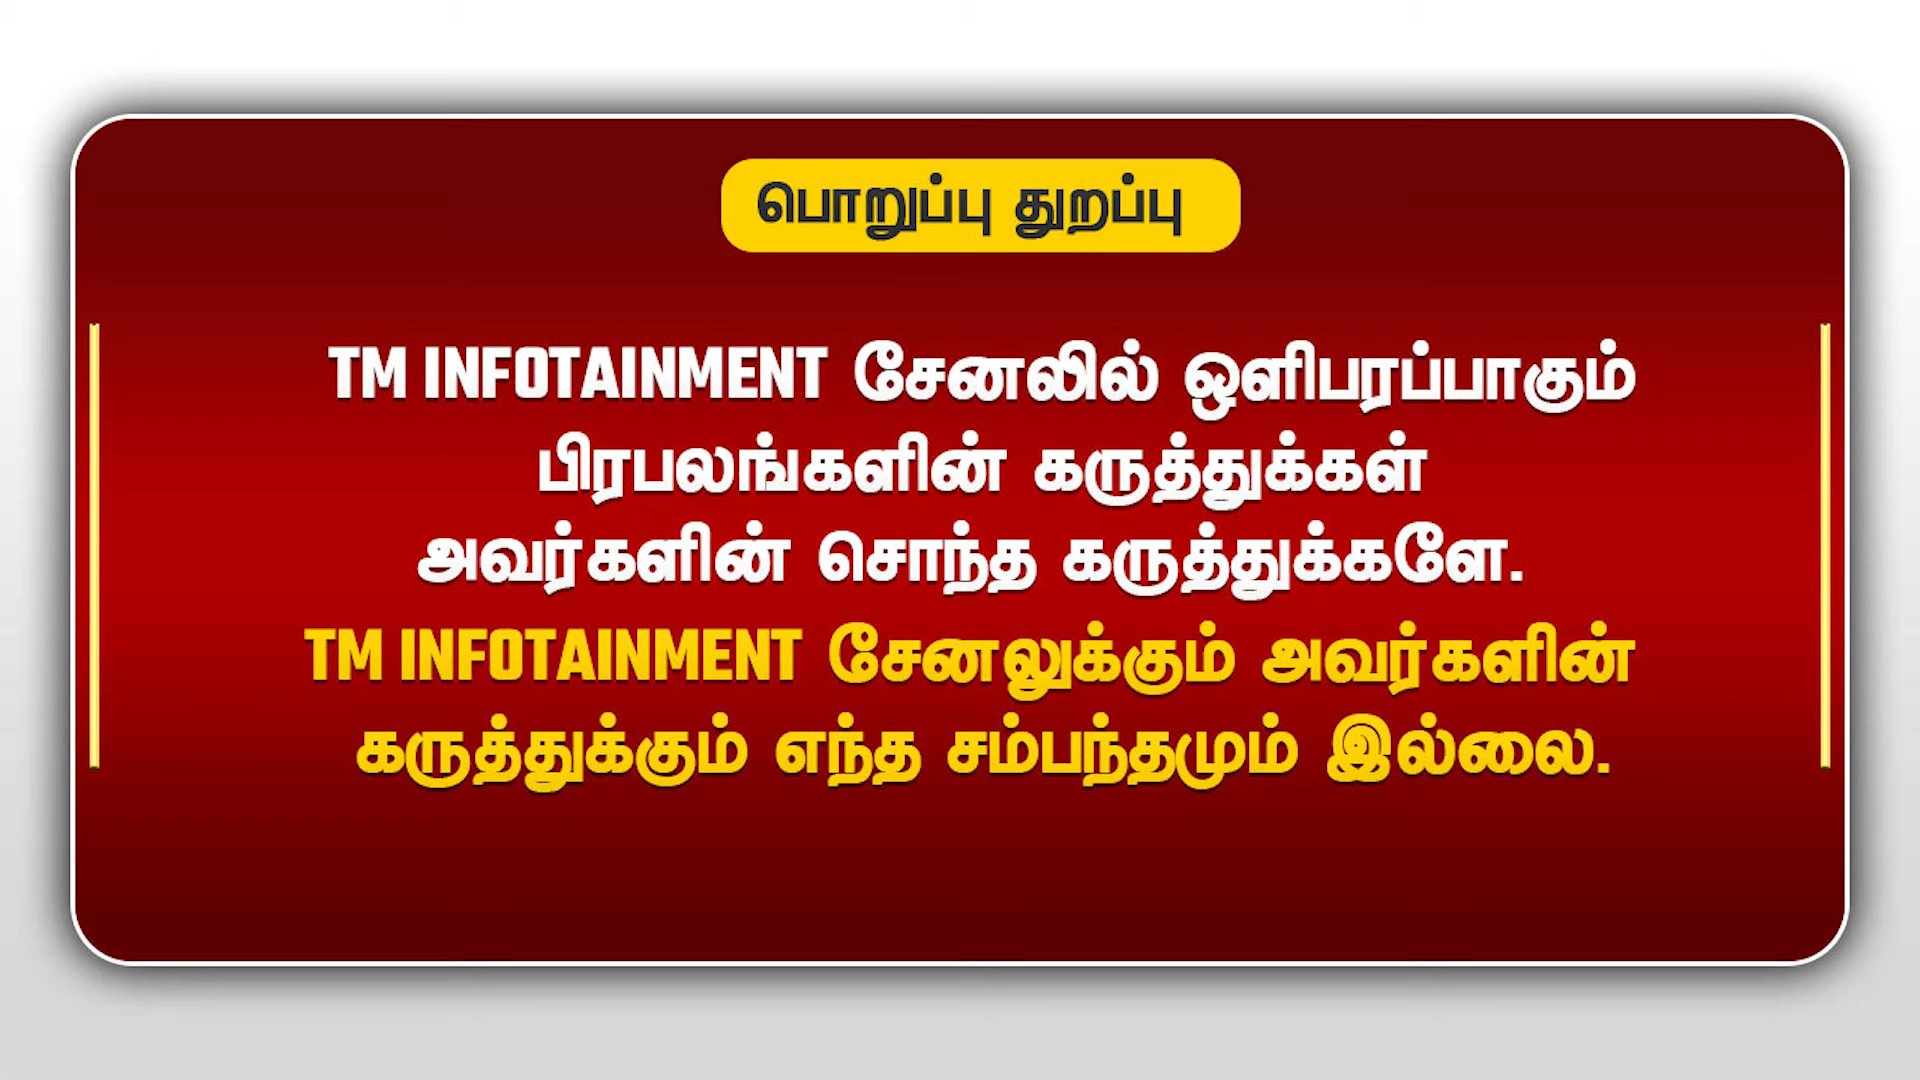 பொறுப்பு துறப்பு
TM INFOTAINMENT சேனலில் ஒளிபரப்பாகும்
பிரபலங்களின் கருத்துக்கள்
அவர்களின் சொந்த கருத்துக்களே.
TM INFOTAINMENT சேனலுக்கும் அவர்களின்
கருத்துக்கும் எந்த சம்பந்தமும் இல்லை.